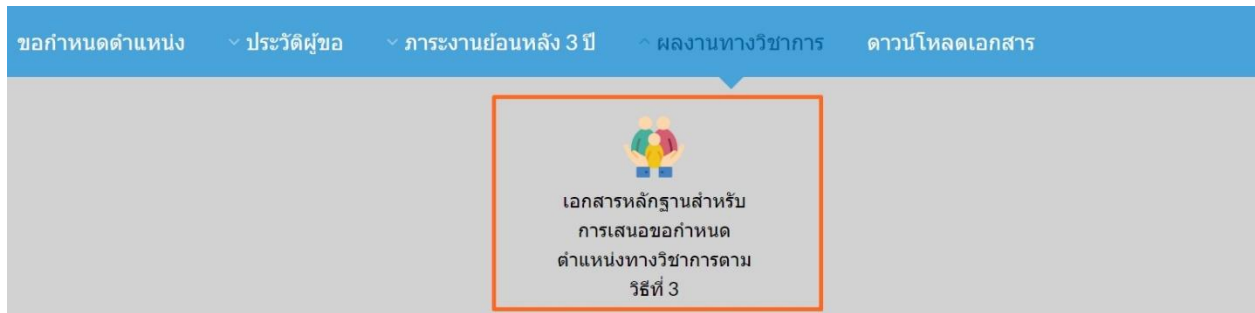 ขอกำหนดตำแหน่ง ประวัติผู้ขอ ภาระงานย้อนหลัง 3 ปี ผลงานทางวิชาการ ดาวน์โหลดเอกสาร
เอกสารหลักฐานสำหรับ
การเสนอขอกำหนด
ตำแหน่งทางวิชาการตาม
วิธีที่ 3